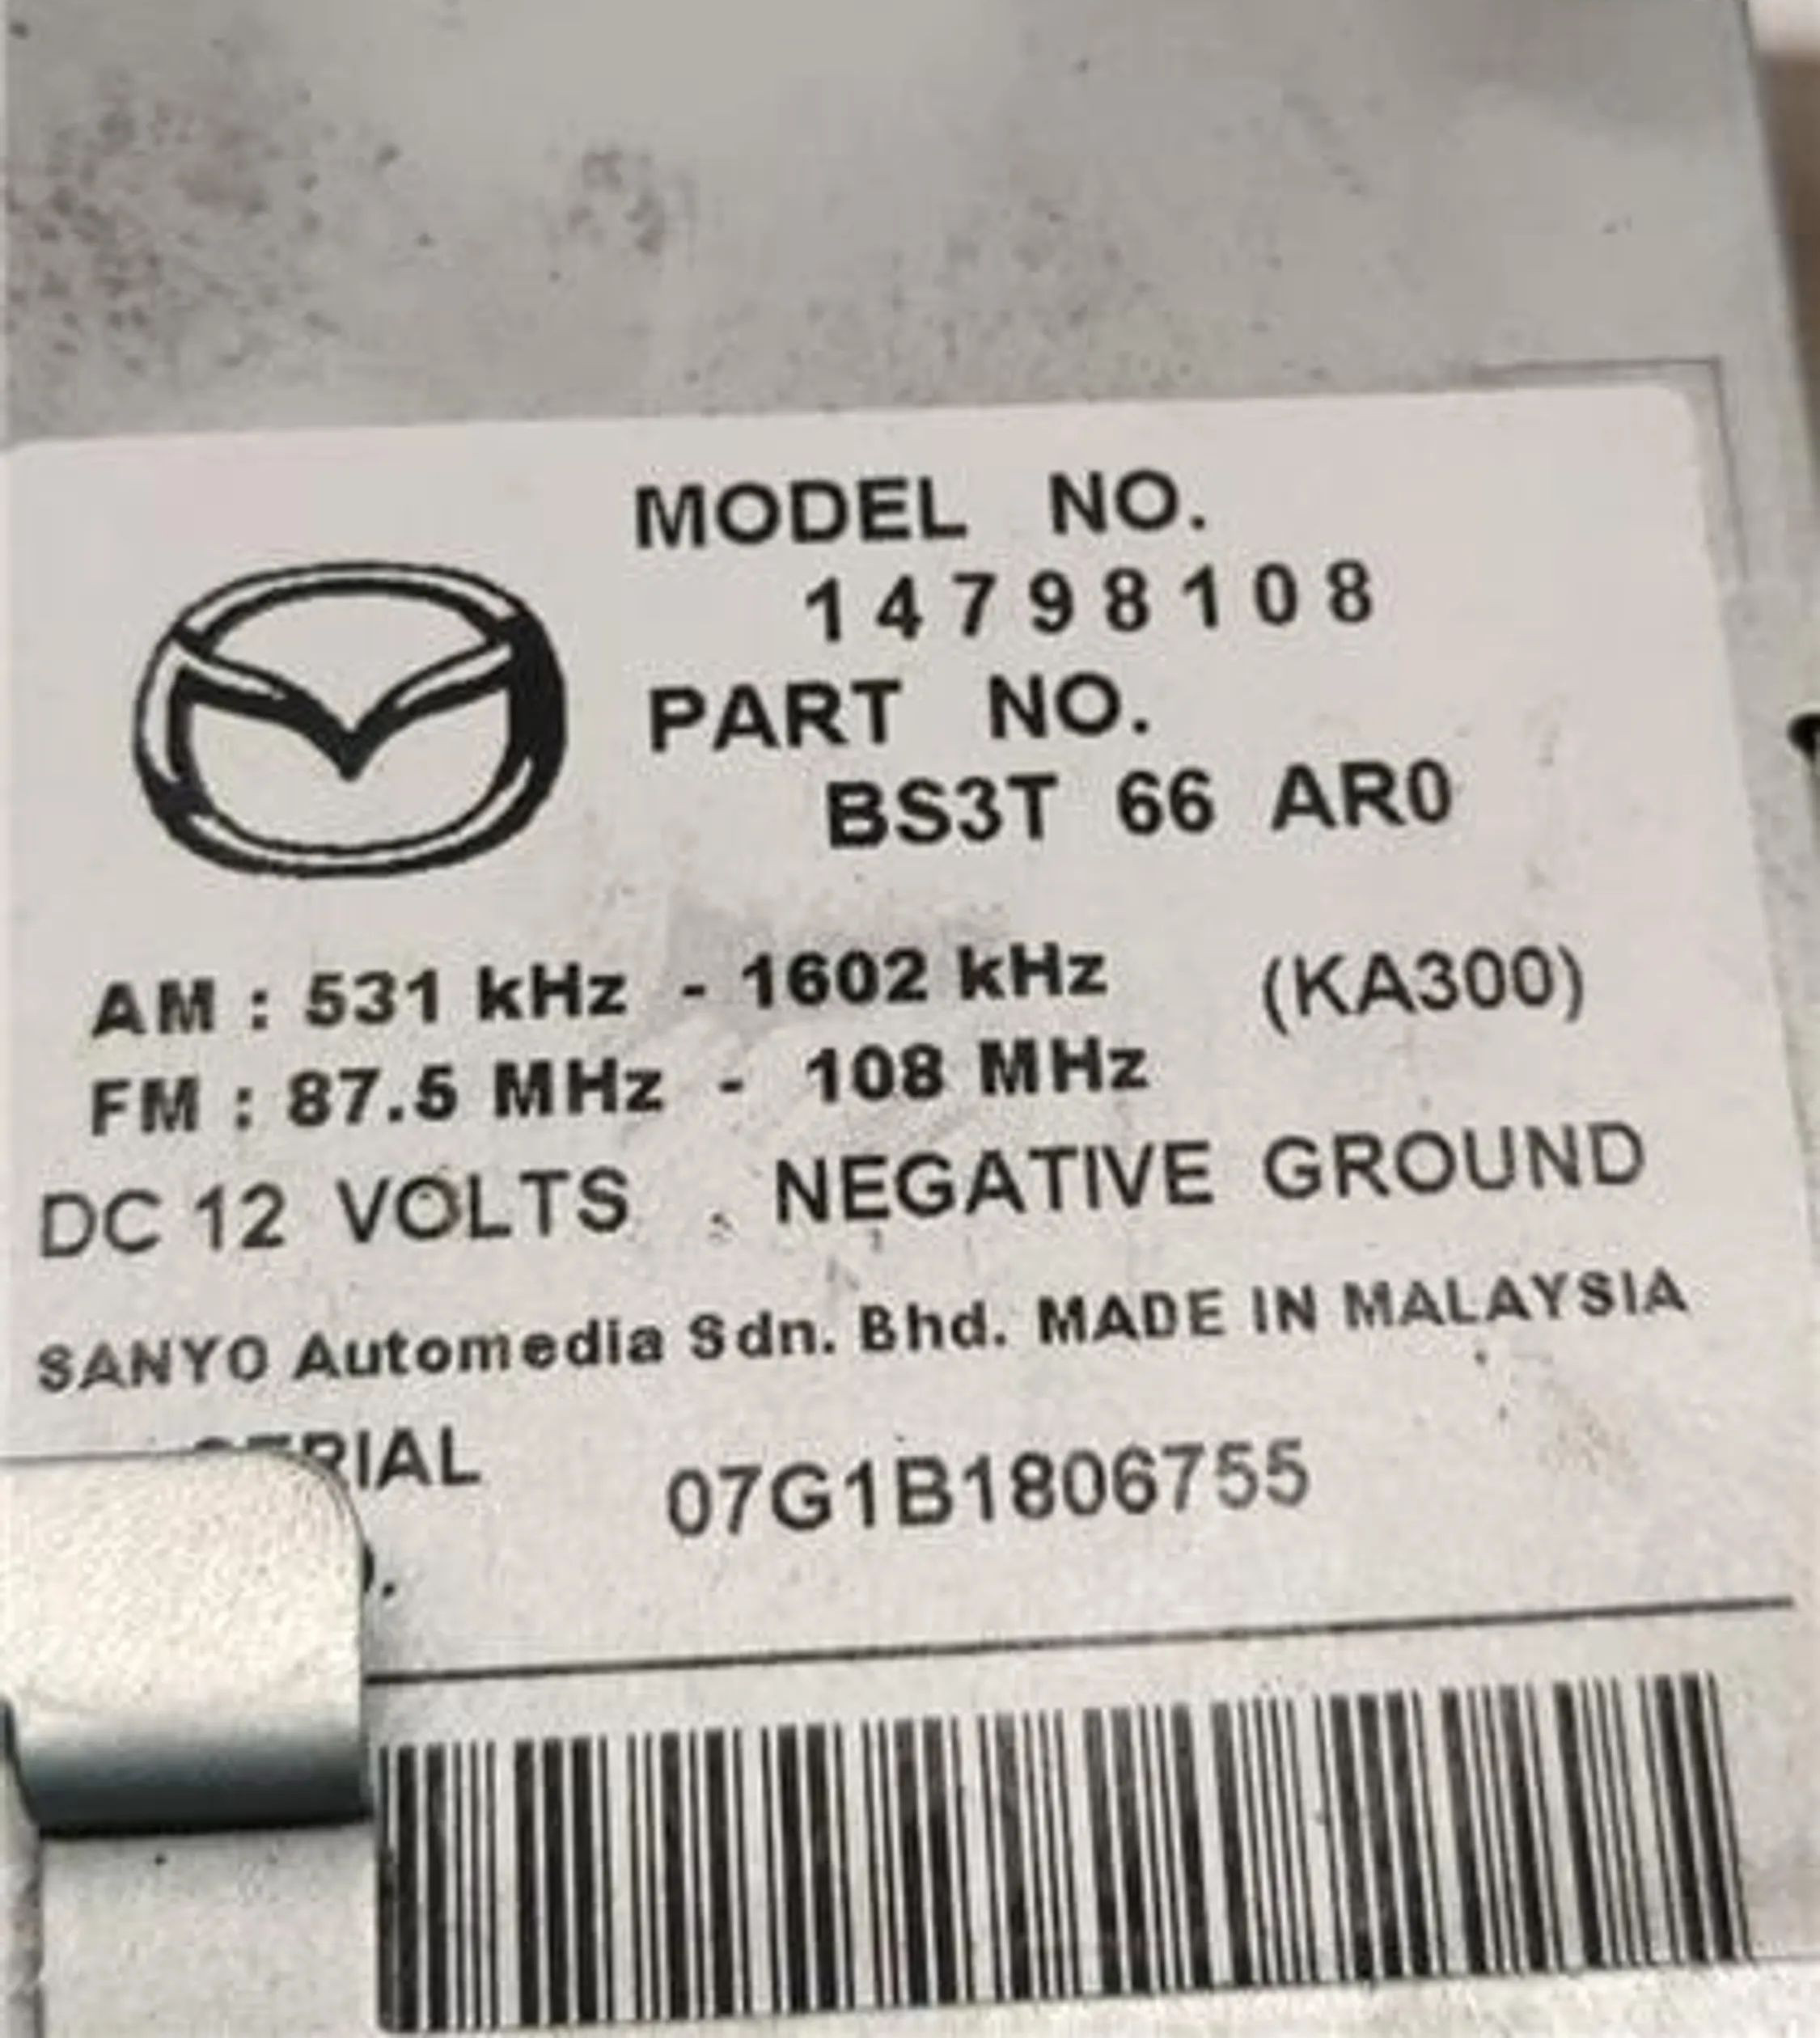 MODEL NO.
14798108
PART NO.
BS3T 66 AR0
AM : 531 kHz - 1602 kHz (KA300)
FM : 87.5 MHz - 108 MHz
DC 12 VOLTS , NEGATIVE GROUND
SANYO Automedia Sdn. Bhd. MADE IN MALAYSIA
SERIAL 07G1B1806755